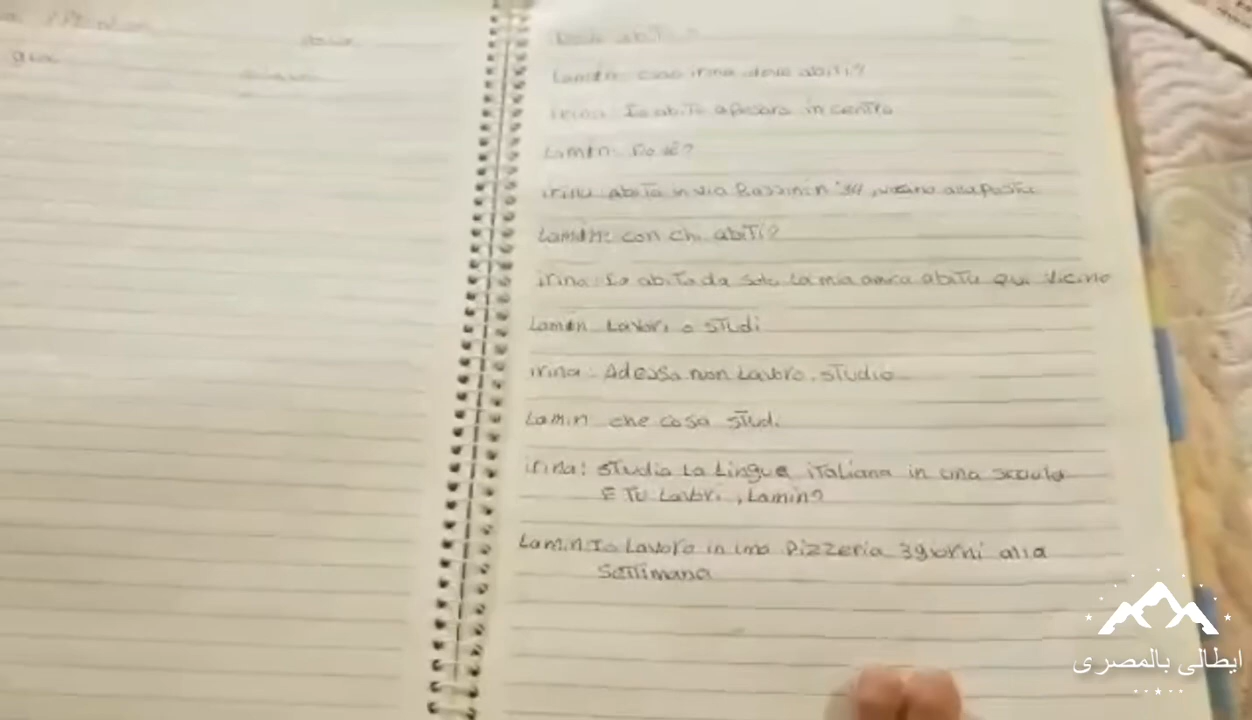 Dove abiti?
Lamin: ciao irina dove abiti?
irina: Io abito a pesaro in centro
Lamin: Dove?
irina: abito in via Rossini n 34, vicino alla posta
Lamin: con chi abiti?
irina: Io abito da sola La mia amica abita qui vicino
Lamin Lavori o studi
irina: Adesso non Lavoro. studio
Lamin che cosa studi
irina: studio La Lingua italiana in una scuola
E Tu Lavori, Lamin?
Lamin Io Lavoro in una Pizzeria 3 giorni alla
settimana
ايطالى بالمصرى